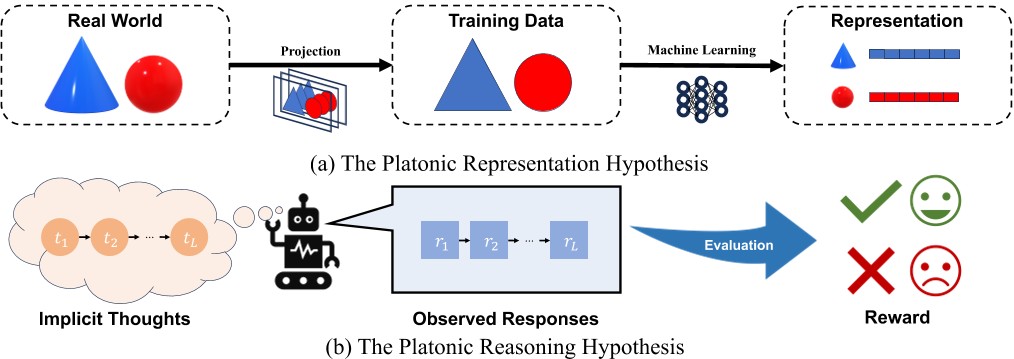 Real World
Projection
Training Data
Machine Learning
Representation
(a) The Platonic Representation Hypothesis
t1 t2 ... tL
r1 r2 ... rL
Evaluation
Implicit Thoughts
Observed Responses
Reward
(b) The Platonic Reasoning Hypothesis